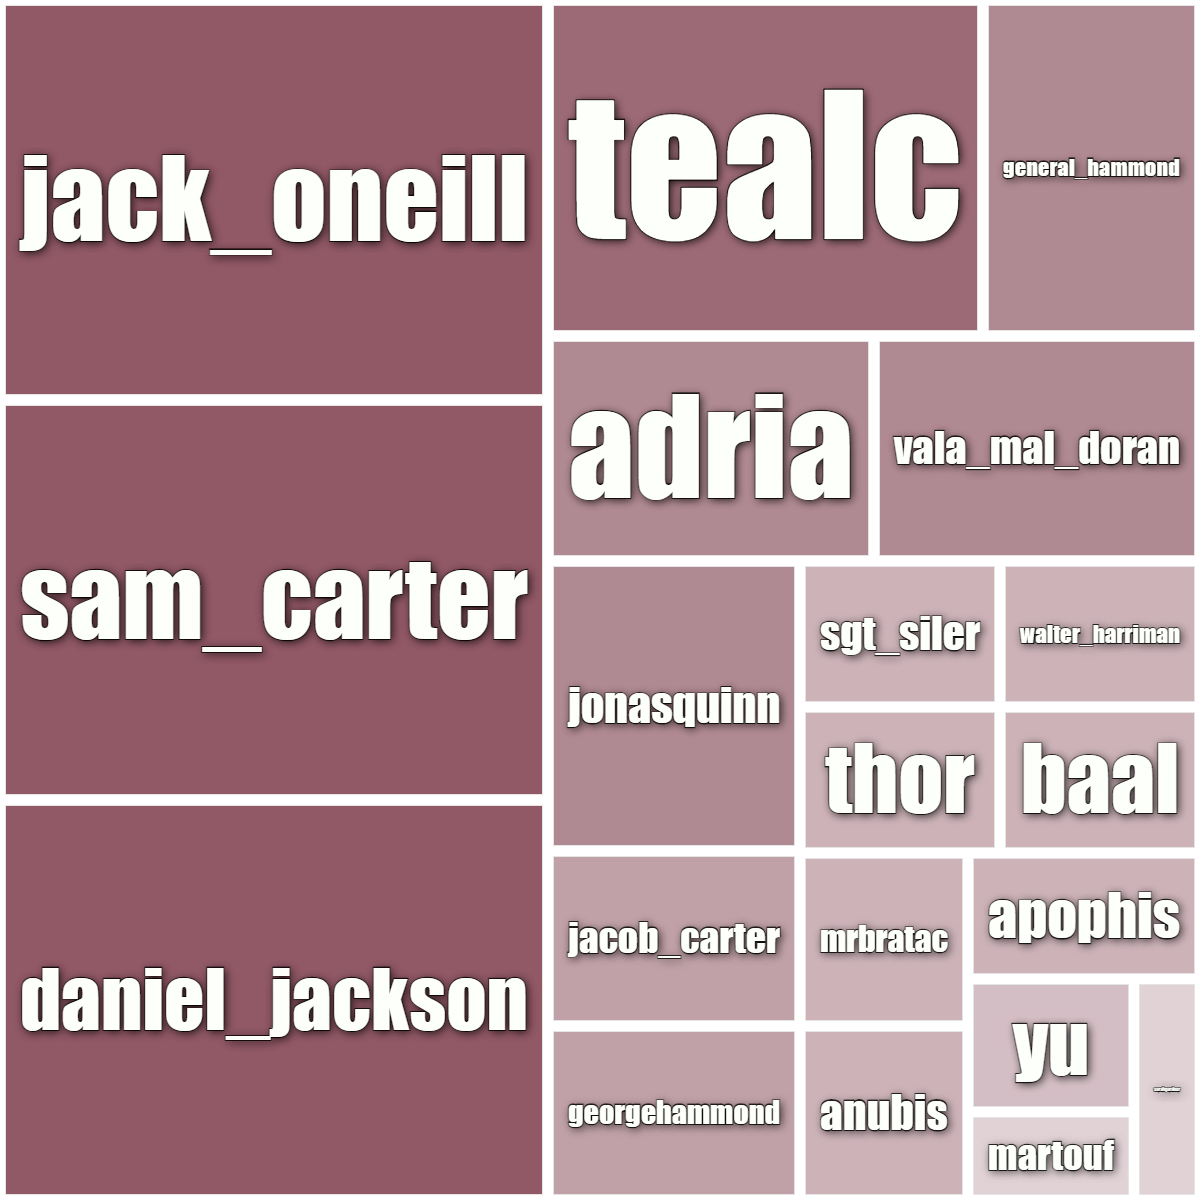 jack_oneill
sam_carter
daniel_jackson
tealc
general_hammond
adria
vala_mal_doran
jonasquinn
sgt_siler
walter_harriman
thor
baal
jacob_carter
georgehammond
mrbratac
anubis
apophis
yu
martouf